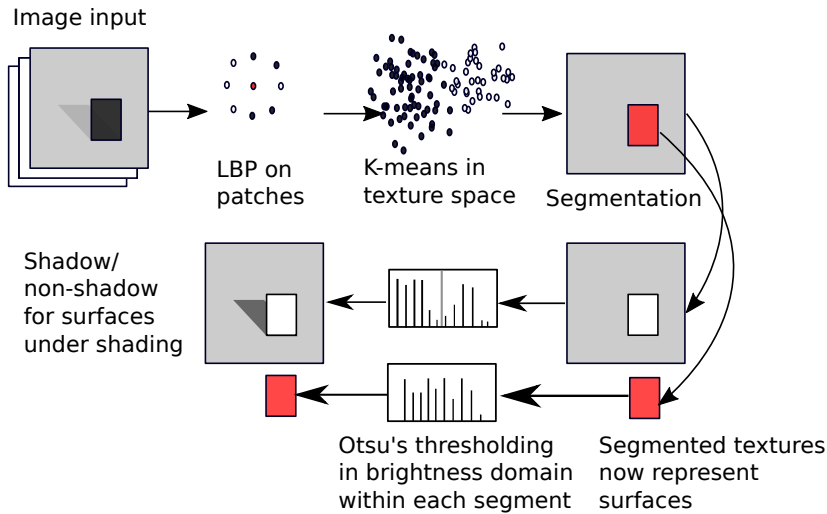 Image input
LBP on
patches
K-means in
texture space
Segmentation
Shadow/
non-shadow
for surfaces
under shading
Otsu's thresholding
in brightness domain
within each segment
Segmented textures
now represent
surfaces